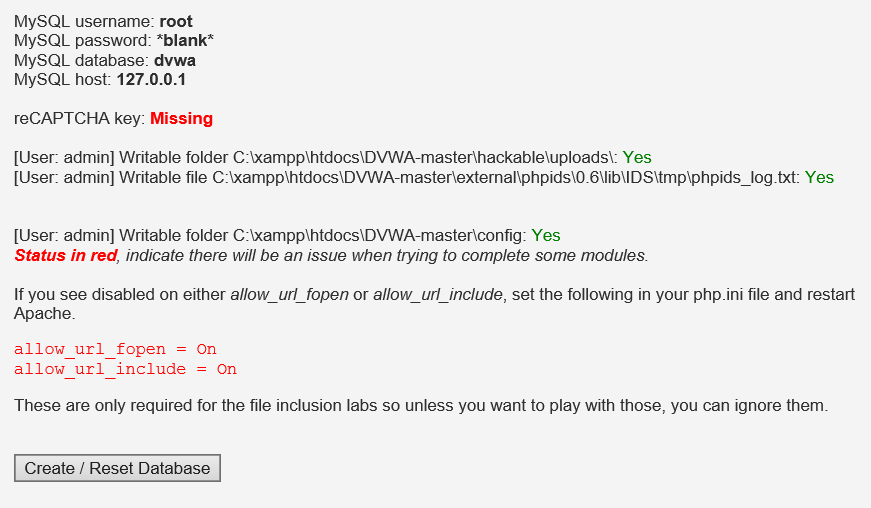 MySQL username: root
MySQL password: *blank*
MySQL database: dvwa
MySQL host: 127.0.0.1
reCAPTCHA key: Missing
[User: admin] Writable folder C:\xampp\htdocs\DVWA-master\hackable\uploads\: Yes
[User: admin] Writable file C:\xampp\htdocs\DVWA-master\external\phpids\0.6\lib\IDS\tmp\phpids_log.txt: Yes
[User: admin] Writable folder C:\xampp\htdocs\DVWA-master\config: Yes
Status in red, indicate there will be an issue when trying to complete some modules.
If you see disabled on either allow_url_fopen or allow_url_include, set the following in your php.ini file and restart
Apache.
allow_url_fopen = On
allow_url_include = On
These are only required for the file inclusion labs so unless you want to play with those, you can ignore them.
Create / Reset Database